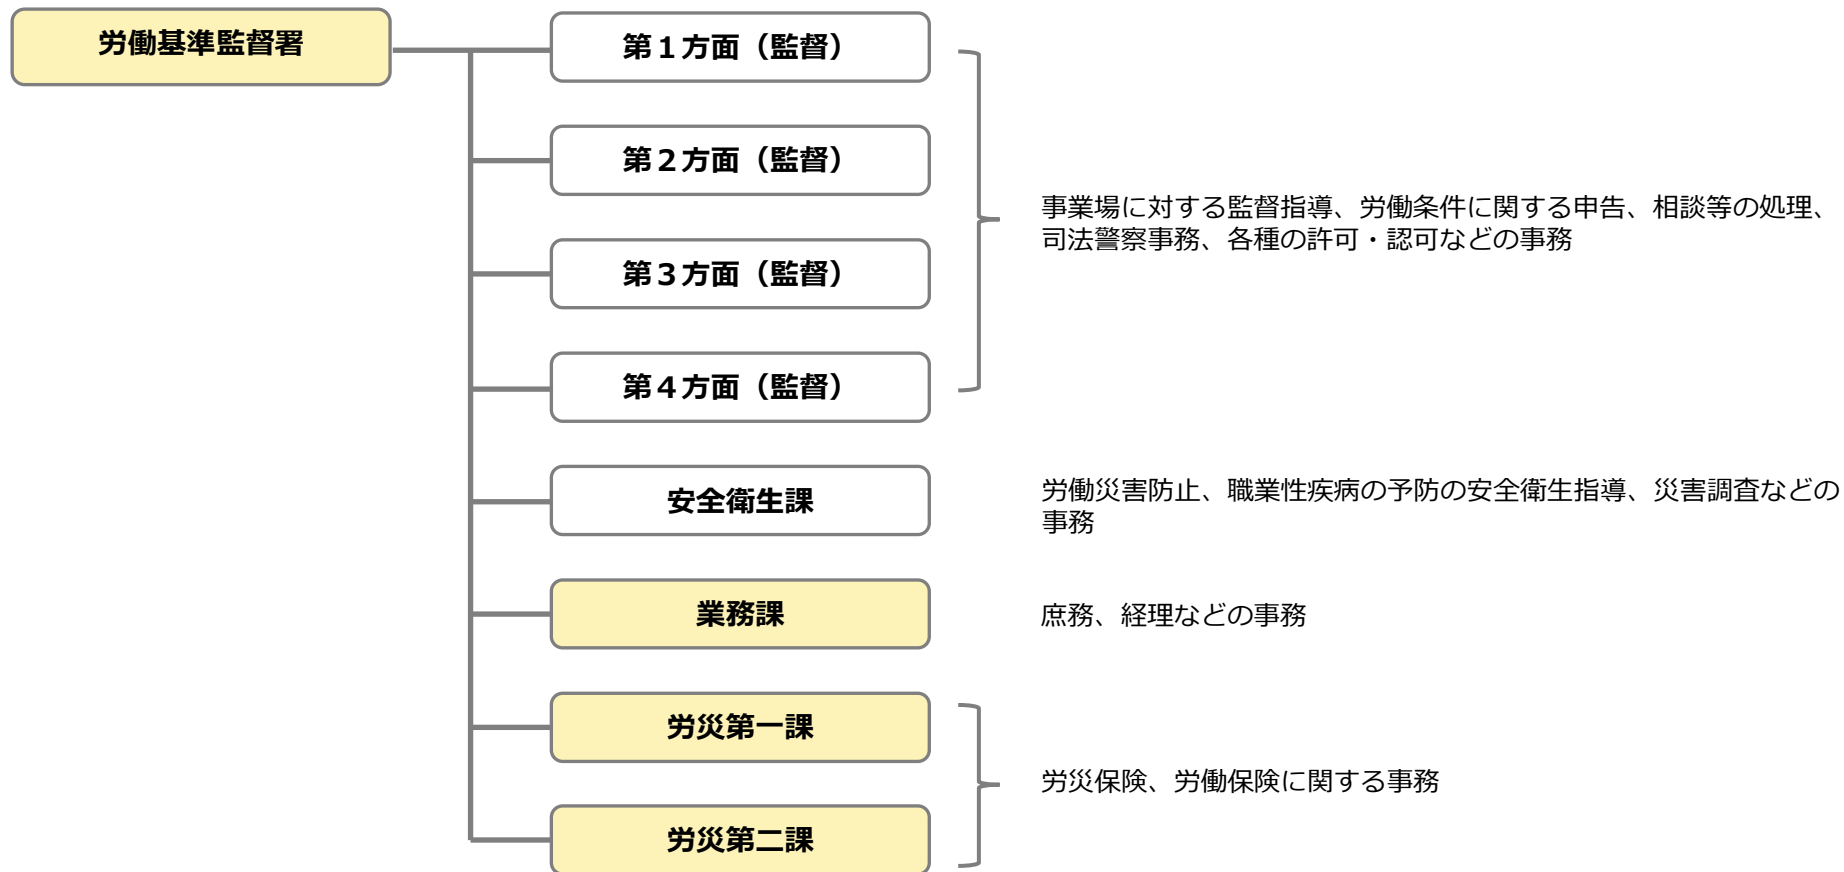 労働基準監督署
第１方面（監督）
第２方面（監督）
第３方面（監督）
第４方面（監督）
事業場に対する監督指導、労働条件に関する申告、相談等の処理、
司法警察事務、各種の許可・認可などの事務
安全衛生課
労働災害防止、職業性疾病の予防の安全衛生指導、災害調査などの
事務
業務課
庶務、経理などの事務
労災第一課
労災第二課
労災保険、労働保険に関する事務